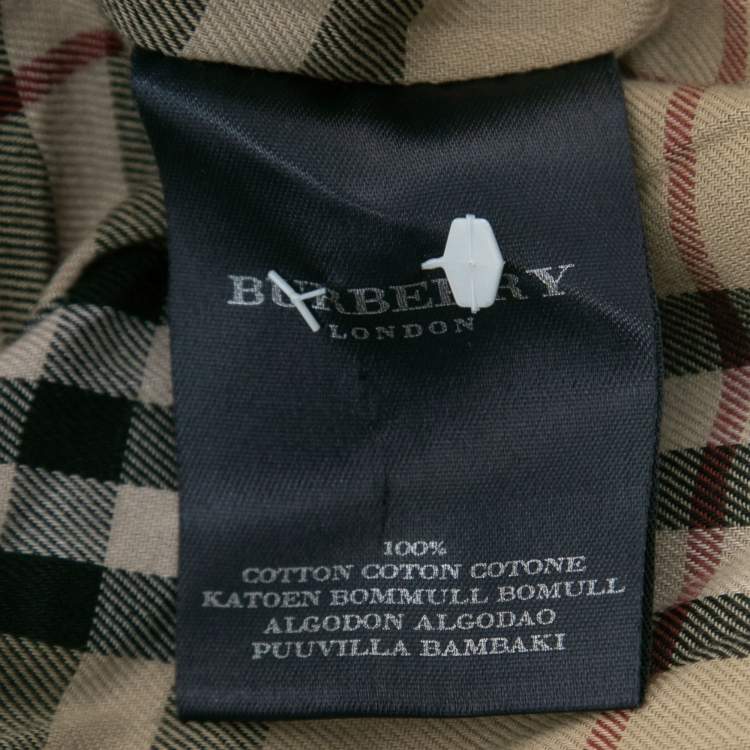 BURBERRY
LONDON
100%
COTTON COTON COTONE
KATOEN BOMMULL BOMULL
ALGODON ALGODAO
PUUVILLA BAMBAKI